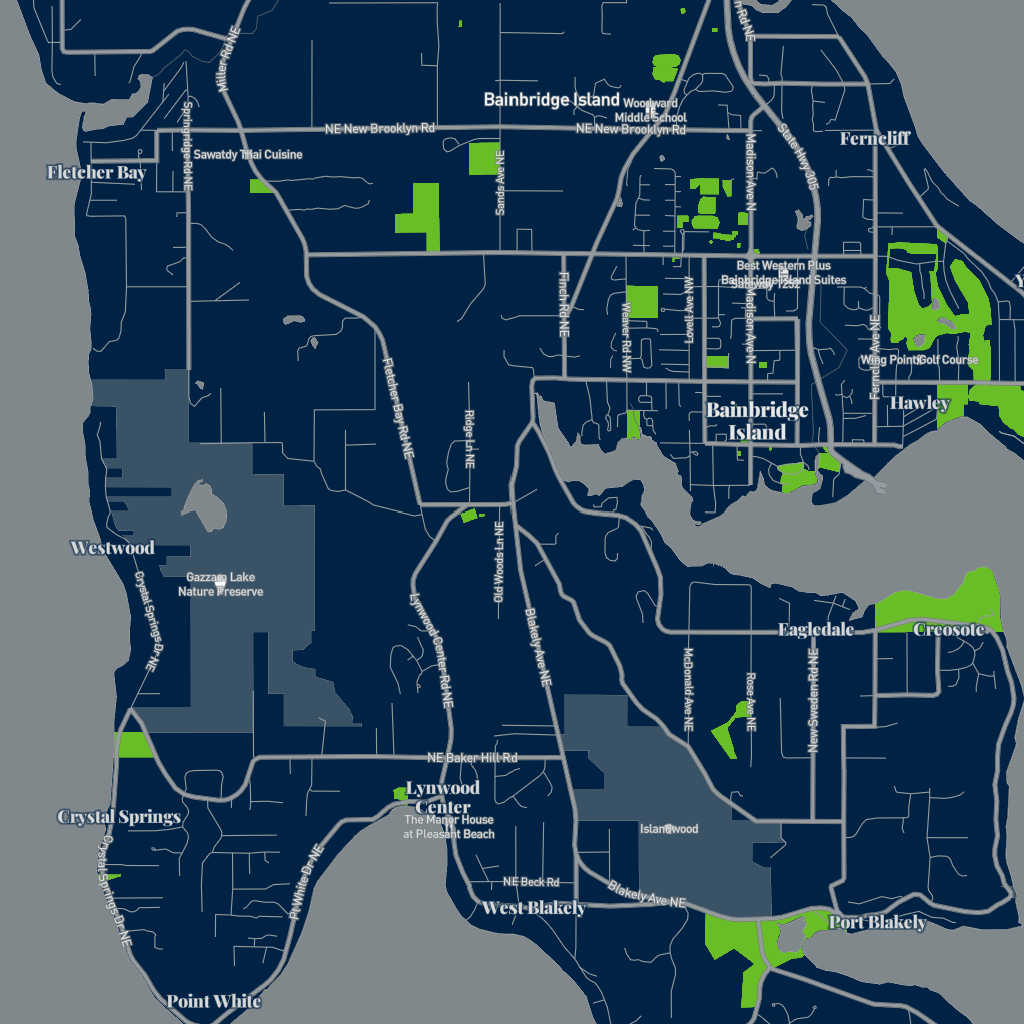 Miller Rd NE
n Rd NE
Bainbridge Island
Woodward
Middle School
NE New Brooklyn Rd
NE New Brooklyn Rd
State Hwy 305
Ferncliff
Springridge Rd NE
Sawatdy Thai Cuisine
Fletcher Bay
Sands Ave NE
Madison Ave N
Best Western Plus
Bainbridge Island Suites
Safeway 1292
Finch Rd NE
Weaver Rd NW
Lovell Ave NW
Madison Ave N
Ferncliff Ave NE
Wing Point Golf Course
Fletcher Bay Rd NE
Ridge Ln NE
Bainbridge
Island
Hawley
Westwood
Old Woods Ln NE
Gazzam Lake
Nature Preserve
Crystal Springs Dr NE
Lynwood Center Rd NE
Blakely Ave NE
Eagledale
Creosote
McDonald Ave NE
Rose Ave NE
New Sweden Rd NE
NE Baker Hill Rd
Lynwood
Center
The Manor House
at Pleasant Beach
Crystal Springs
Islandwood
Crystal Springs Dr NE
Pt White Dr NE
NE Beck Rd
Blakely Ave NE
West Blakely
Port Blakely
Point White